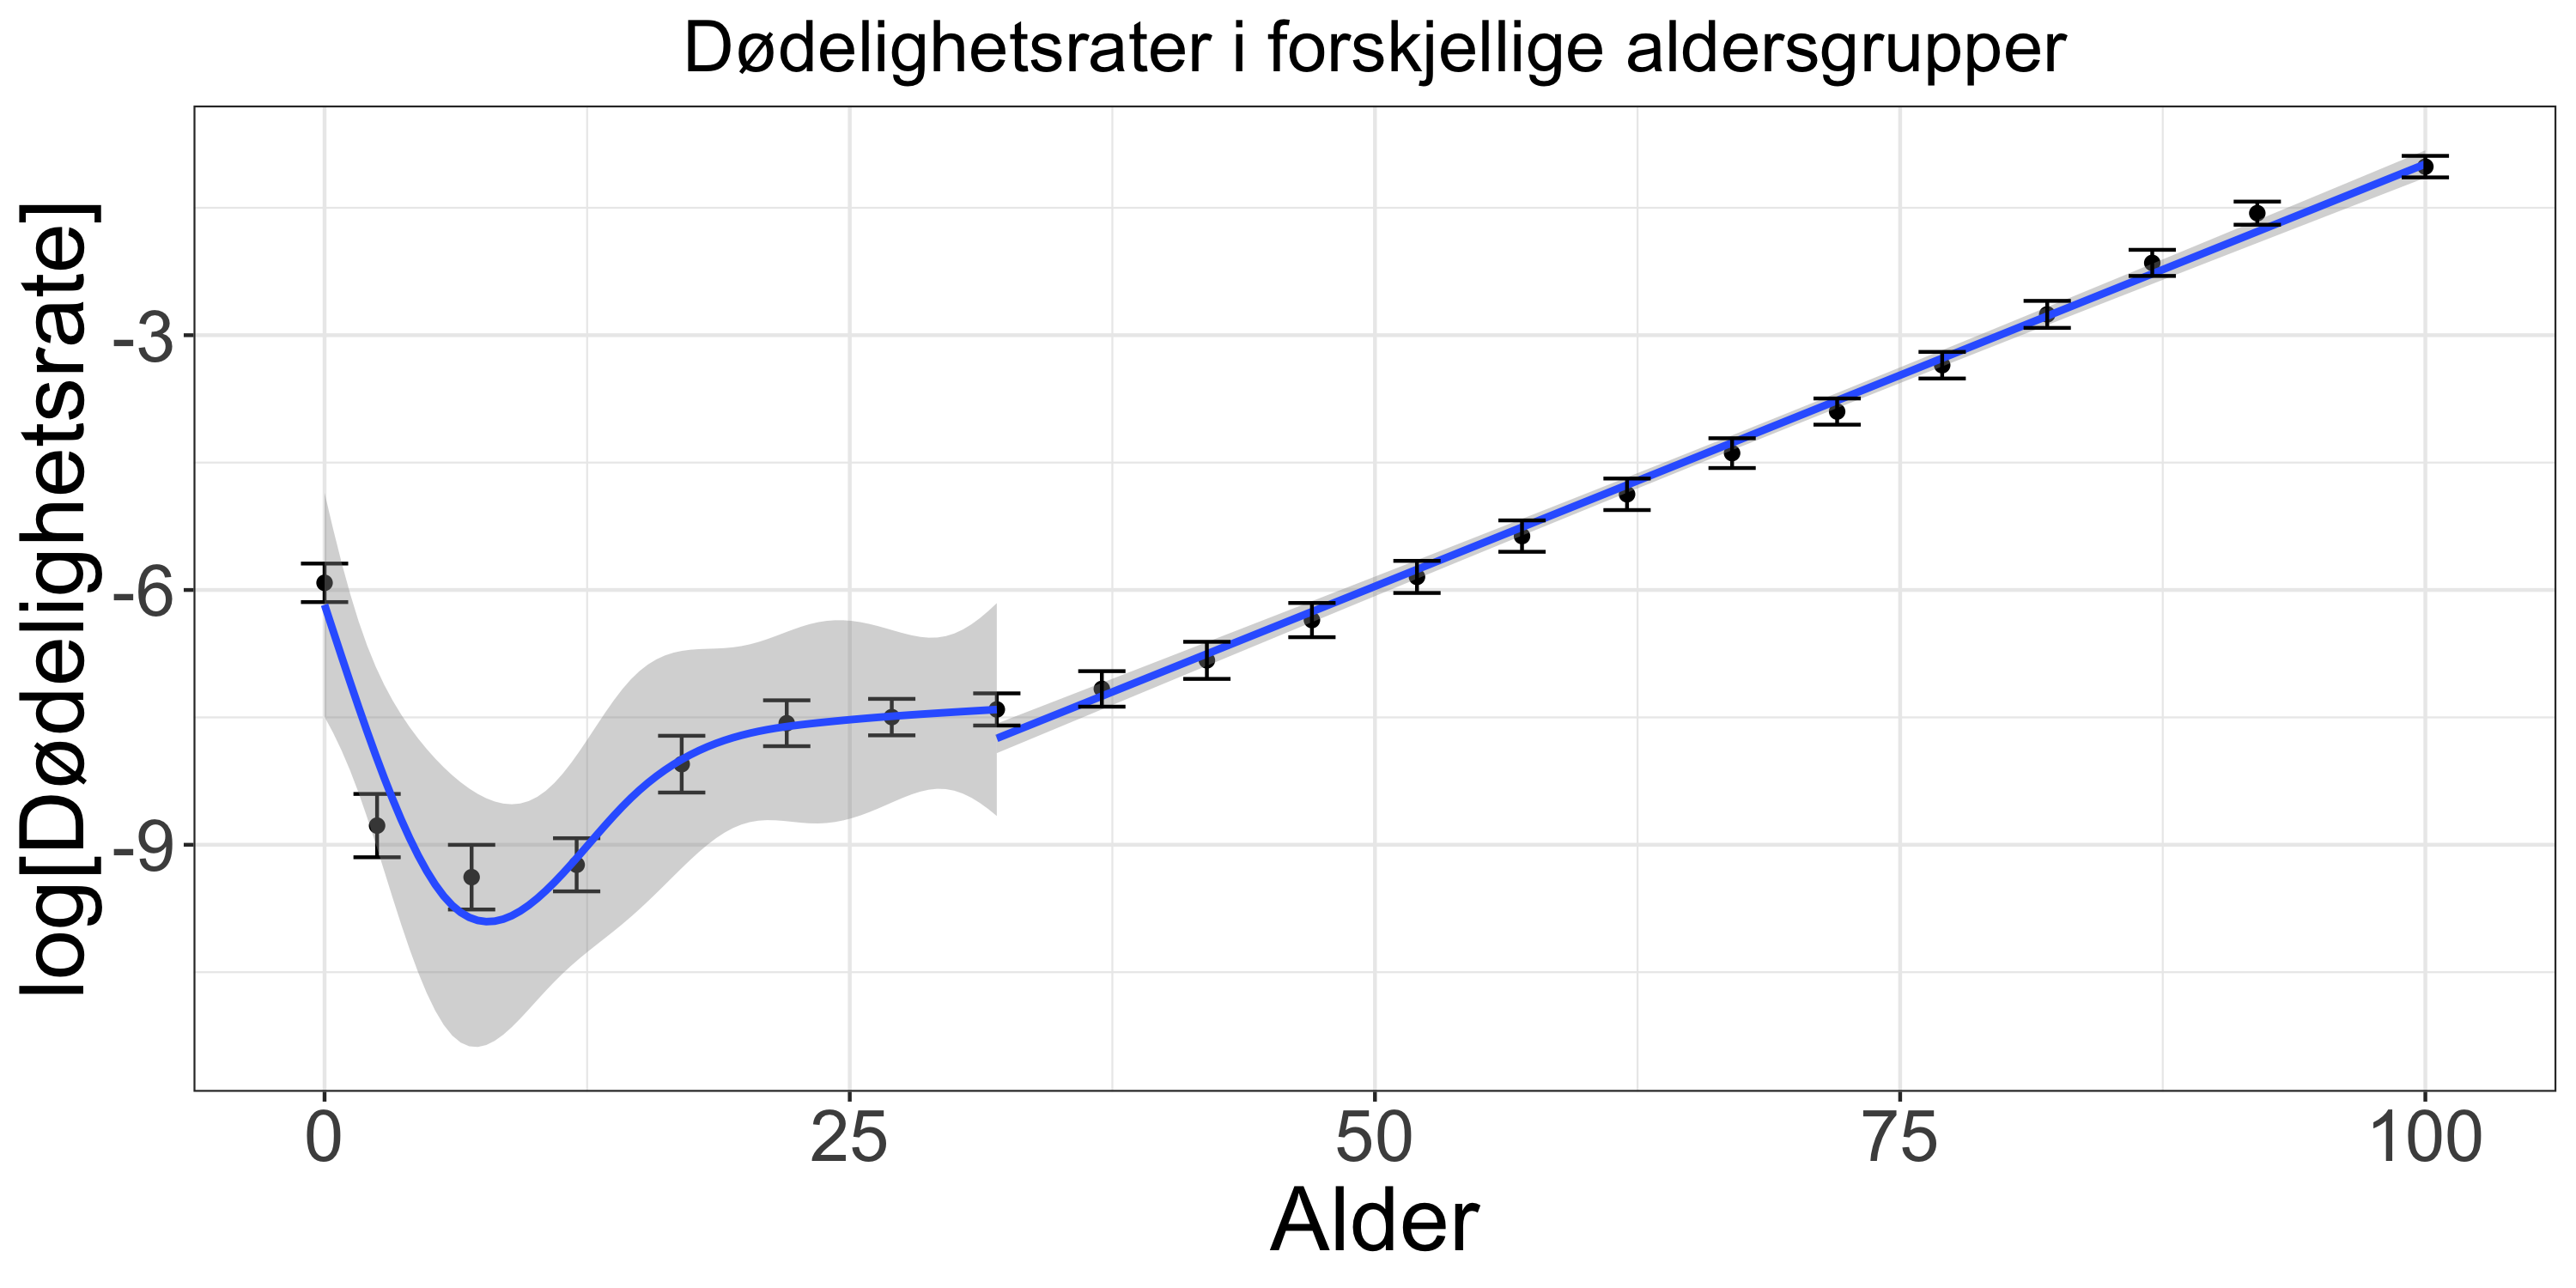 Dødelighetsrater i forskjellige aldersgrupper
log[Dødelighetsrate]
-3
-6
-9
0 25 50 75 100
Alder